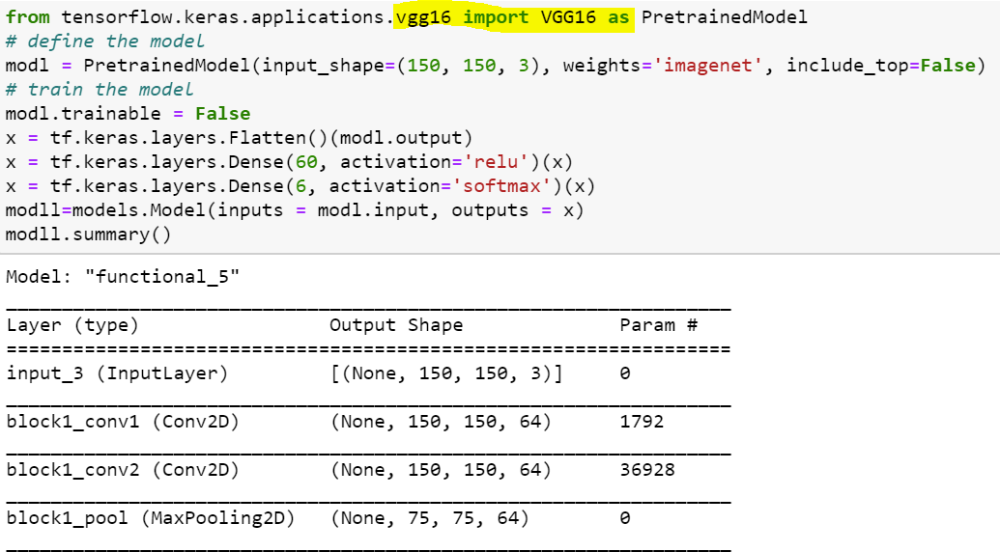 from tensorflow.keras.applications.vgg16 import VGG16 as PretrainedModel
# define the model
modl = PretrainedModel(input_shape=(150, 150, 3), weights='imagenet', include_top=False)
# train the model
modl.trainable = False
x = tf.keras.layers.Flatten()(modl.output)
x = tf.keras.layers.Dense(60, activation='relu')(x)
x = tf.keras.layers.Dense(6, activation='softmax')(x)
modll=models.Model(inputs = modl.input, outputs = x)
modll.summary()
Model: "functional_5"
_________________________________________________________________
Layer (type)                 Output Shape              Param #
=================================================================
input_3 (InputLayer)         [(None, 150, 150, 3)]     0
_________________________________________________________________
block1_conv1 (Conv2D)        (None, 150, 150, 64)      1792
_________________________________________________________________
block1_conv2 (Conv2D)        (None, 150, 150, 64)      36928
_________________________________________________________________
block1_pool (MaxPooling2D)   (None, 75, 75, 64)        0
_________________________________________________________________